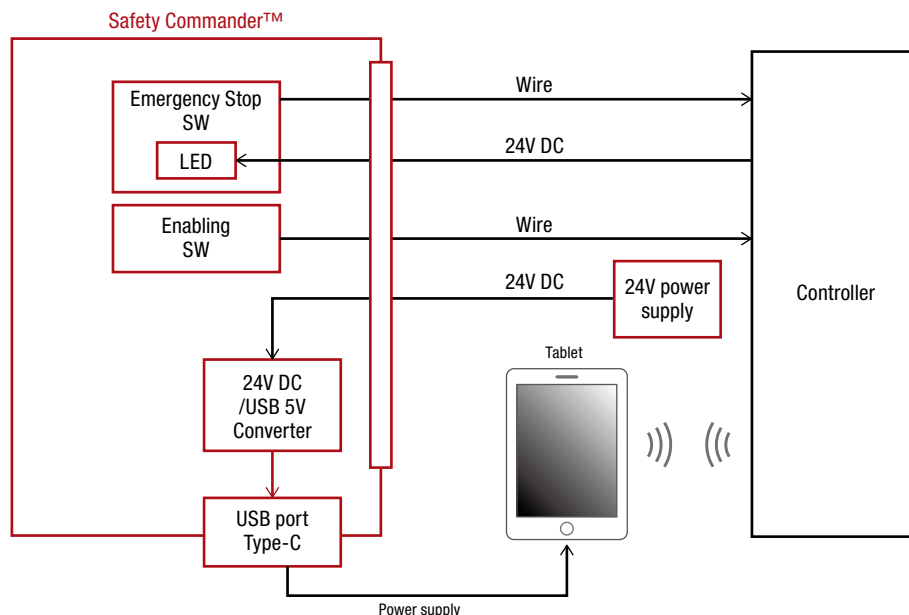 Safety Commander™
Emergency Stop
SW
LED
Wire
24V DC
Enabling
SW
Wire
24V DC
24V power
supply
Controller
Tablet
24V DC
/USB 5V
Converter
USB port
Type-C
Power supply